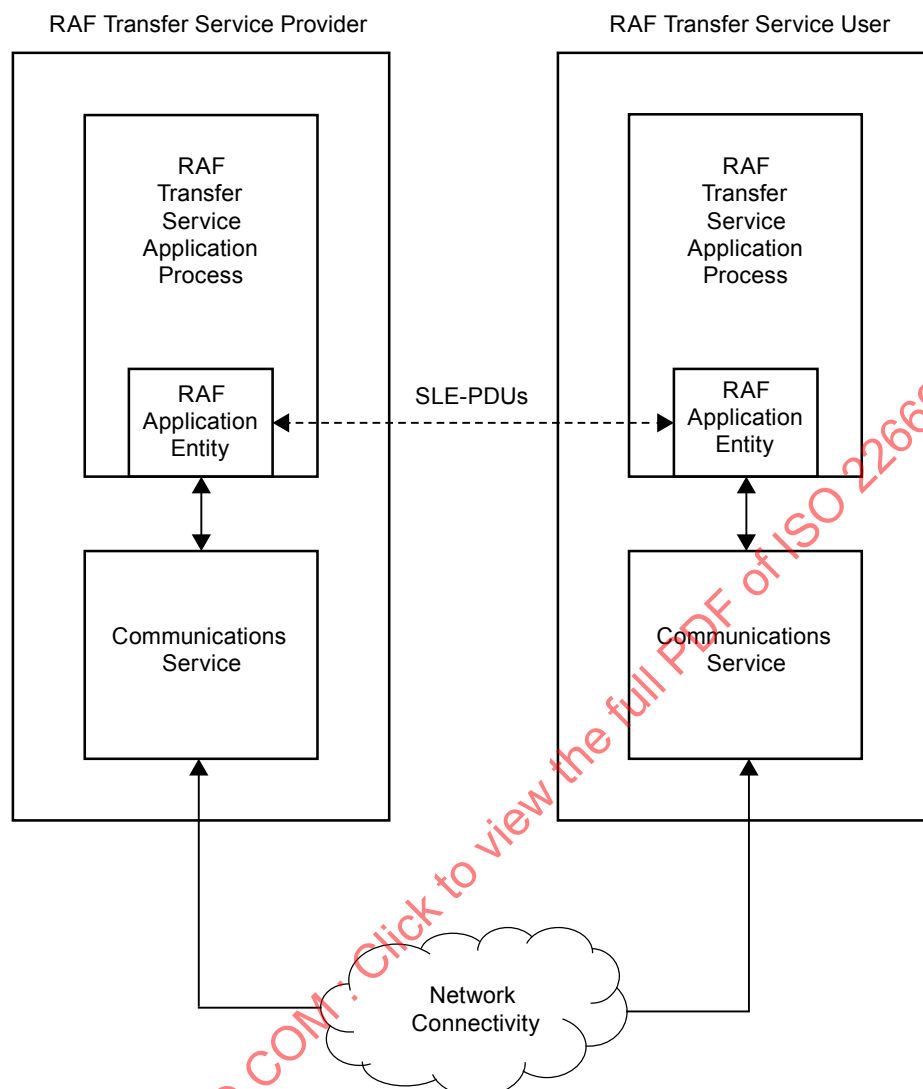 RAF Transfer Service Provider
RAF Transfer Service User
RAF
Transfer
Service
Application
Process
RAF
Transfer
Service
Application
Process
RAF
Application
Entity
SLE-PDUs
RAF
Application
Entity
Communications
Service
Communications
Service
Network
Connectivity
COM : Click to view the full PDF of ISO 2266